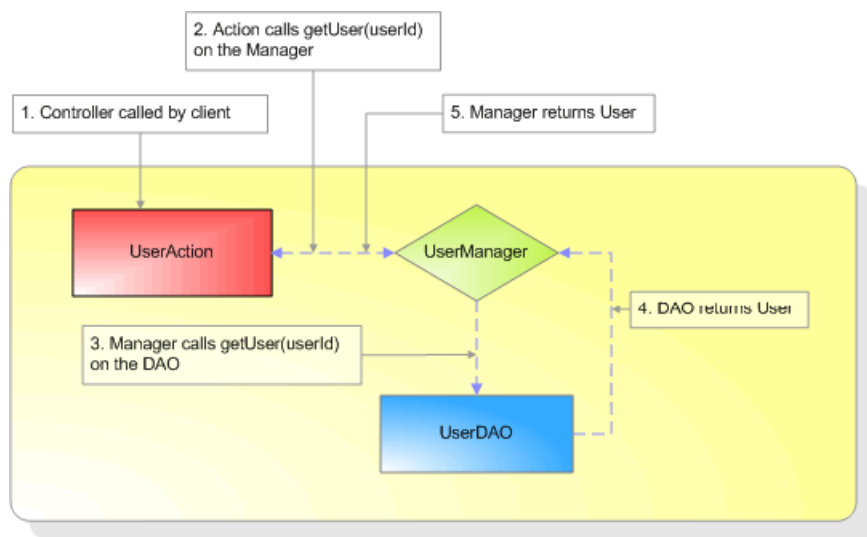 2. Action calls getUser(userId)
on the Manager
1. Controller called by client
5. Manager returns User
UserAction
UserManager
4. DAO returns User
3. Manager calls getUser(userId)
on the DAO
UserDAO